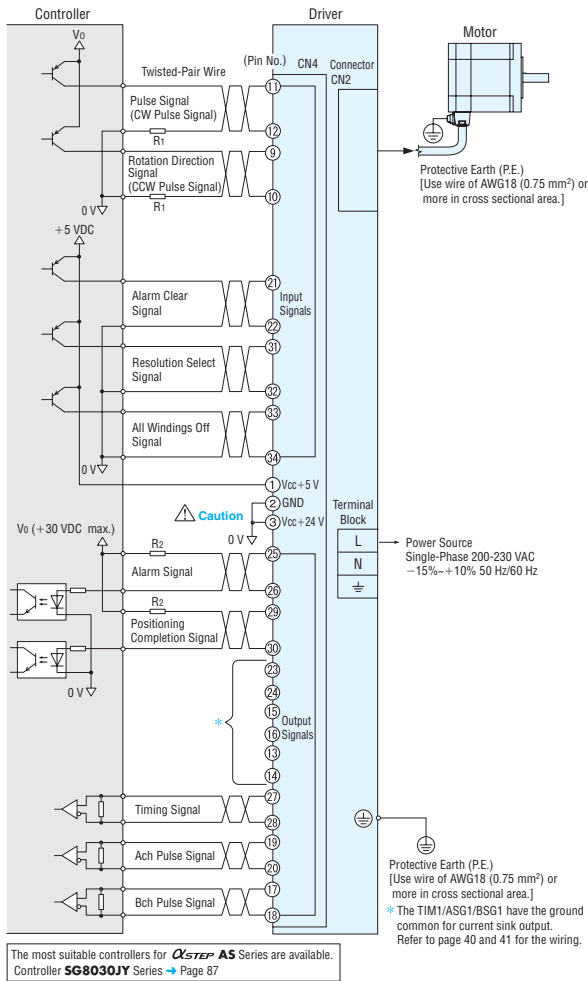 Controller
Driver
Motor
V0
Twisted-Pair Wire
(Pin No.)
CN4
Connector
CN2
11
Pulse Signal
(CW Pulse Signal)
R1
12
9
Rotation Direction
Signal
(CCW Pulse Signal)
R1
10
0 V
Protective Earth (P.E.)
[Use wire of AWG18 (0.75 mm²) or
more in cross sectional area.]
+5 VDC
21
Alarm Clear
Signal
22
Input
Signals
31
Resolution Select
Signal
32
33
All Windings Off
Signal
34
0 V
1 Vcc+5 V
2 GND
3 Vcc+24 V
Caution
0 V
Terminal
Block
L
N
Power Source
Single-Phase 200-230 VAC
−15%~+10% 50 Hz/60 Hz
V0 (+30 VDC max.)
R2
25
Alarm Signal
26
R2
29
Positioning
Completion Signal
30
0 V
23
24
15
16
13
14
*
Output
Signals
27
Timing Signal
28
19
Ach Pulse Signal
20
17
Bch Pulse Signal
18
Protective Earth (P.E.)
[Use wire of AWG18 (0.75 mm²) or
more in cross sectional area.]
* The TIM1/ASG1/BSG1 have the ground
common for current sink output.
Refer to page 40 and 41 for the wiring.
The most suitable controllers for αSTEP AS Series are available.
Controller SG8030JY Series → Page 87